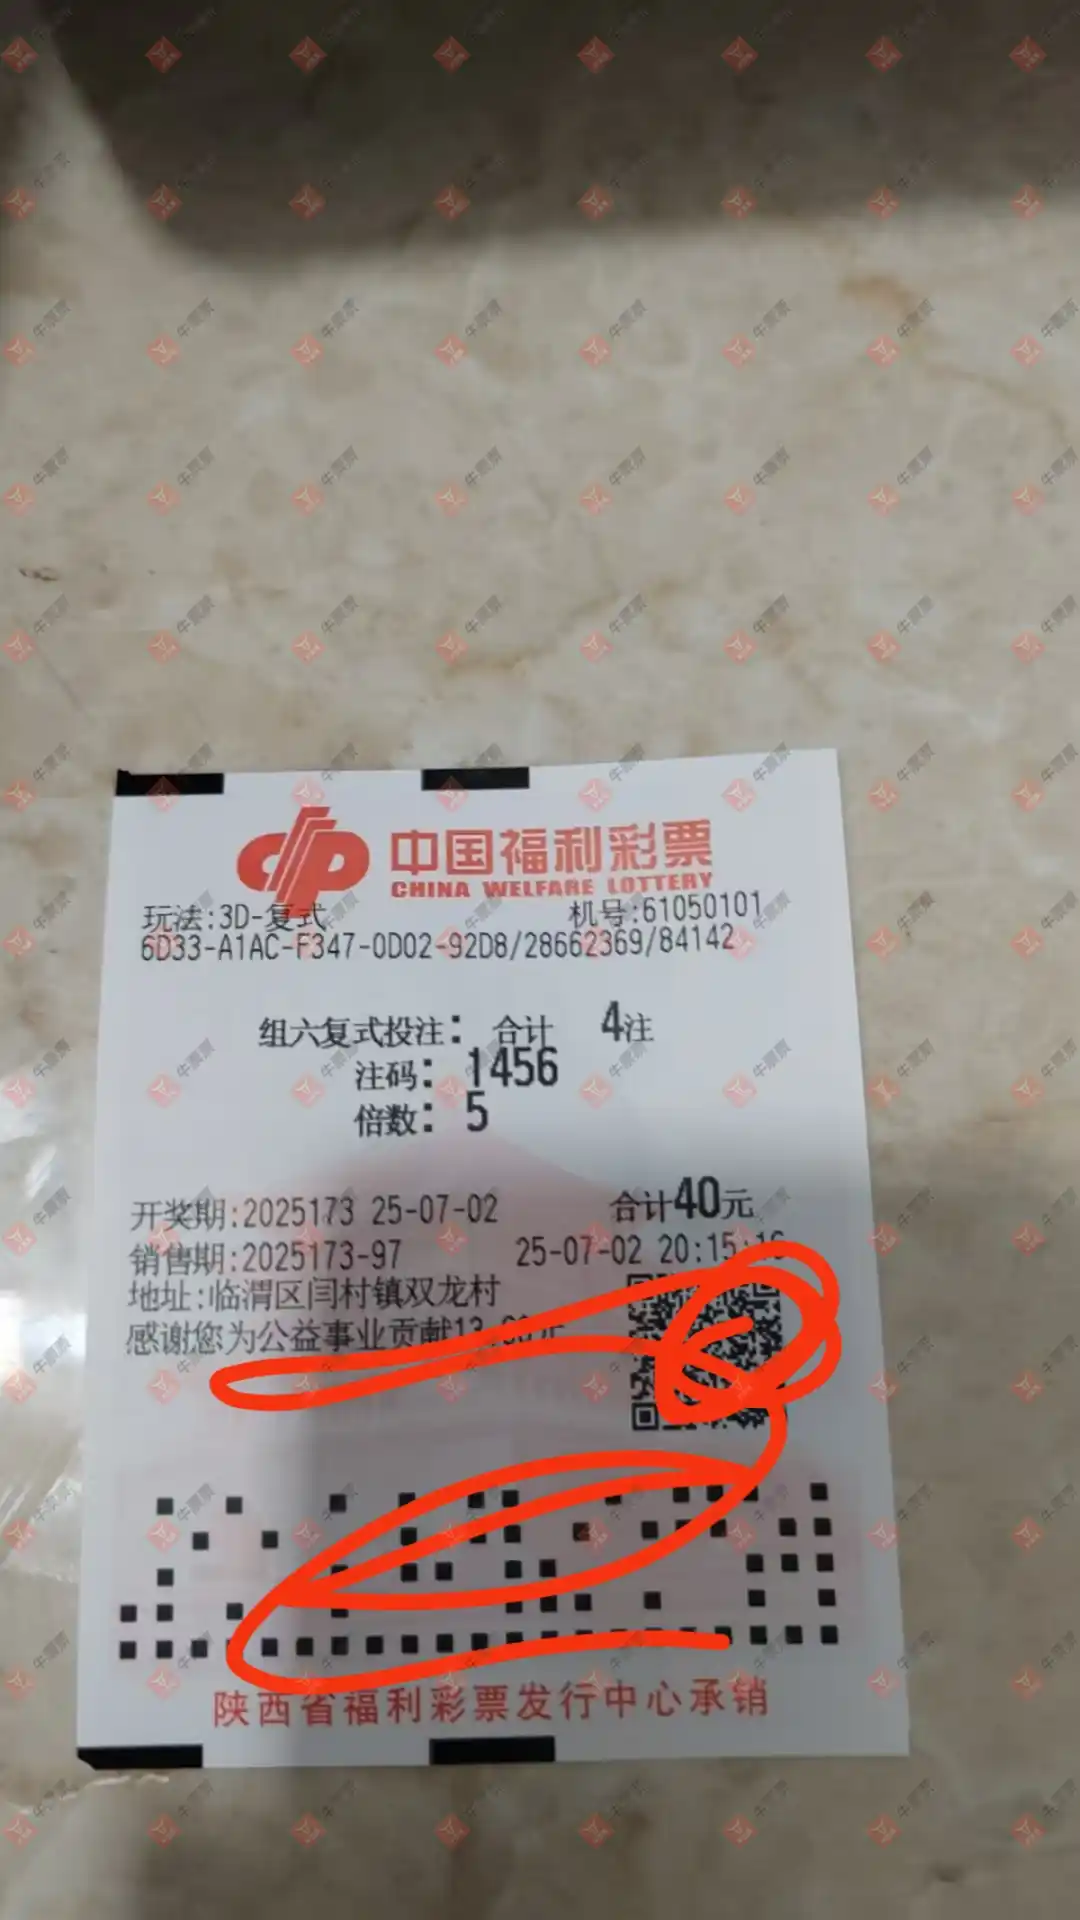 中国福利彩票
CHINA WELFARE LOTTERY
玩法:3D-复式 机号:61050101
6D33-A1AC-F347-0D02-92D8/28662369/84142
组六复式投注: 合计 4注
注码: 1456
倍数: 5
开奖期:2025173 25-07-02 合计40元
销售期:2025173-97 25-07-02 20:15:16
地址:临渭区闫村镇双龙村
感谢您为公益事业贡献13.
陕西省福利彩票发行中心承销
牛票票